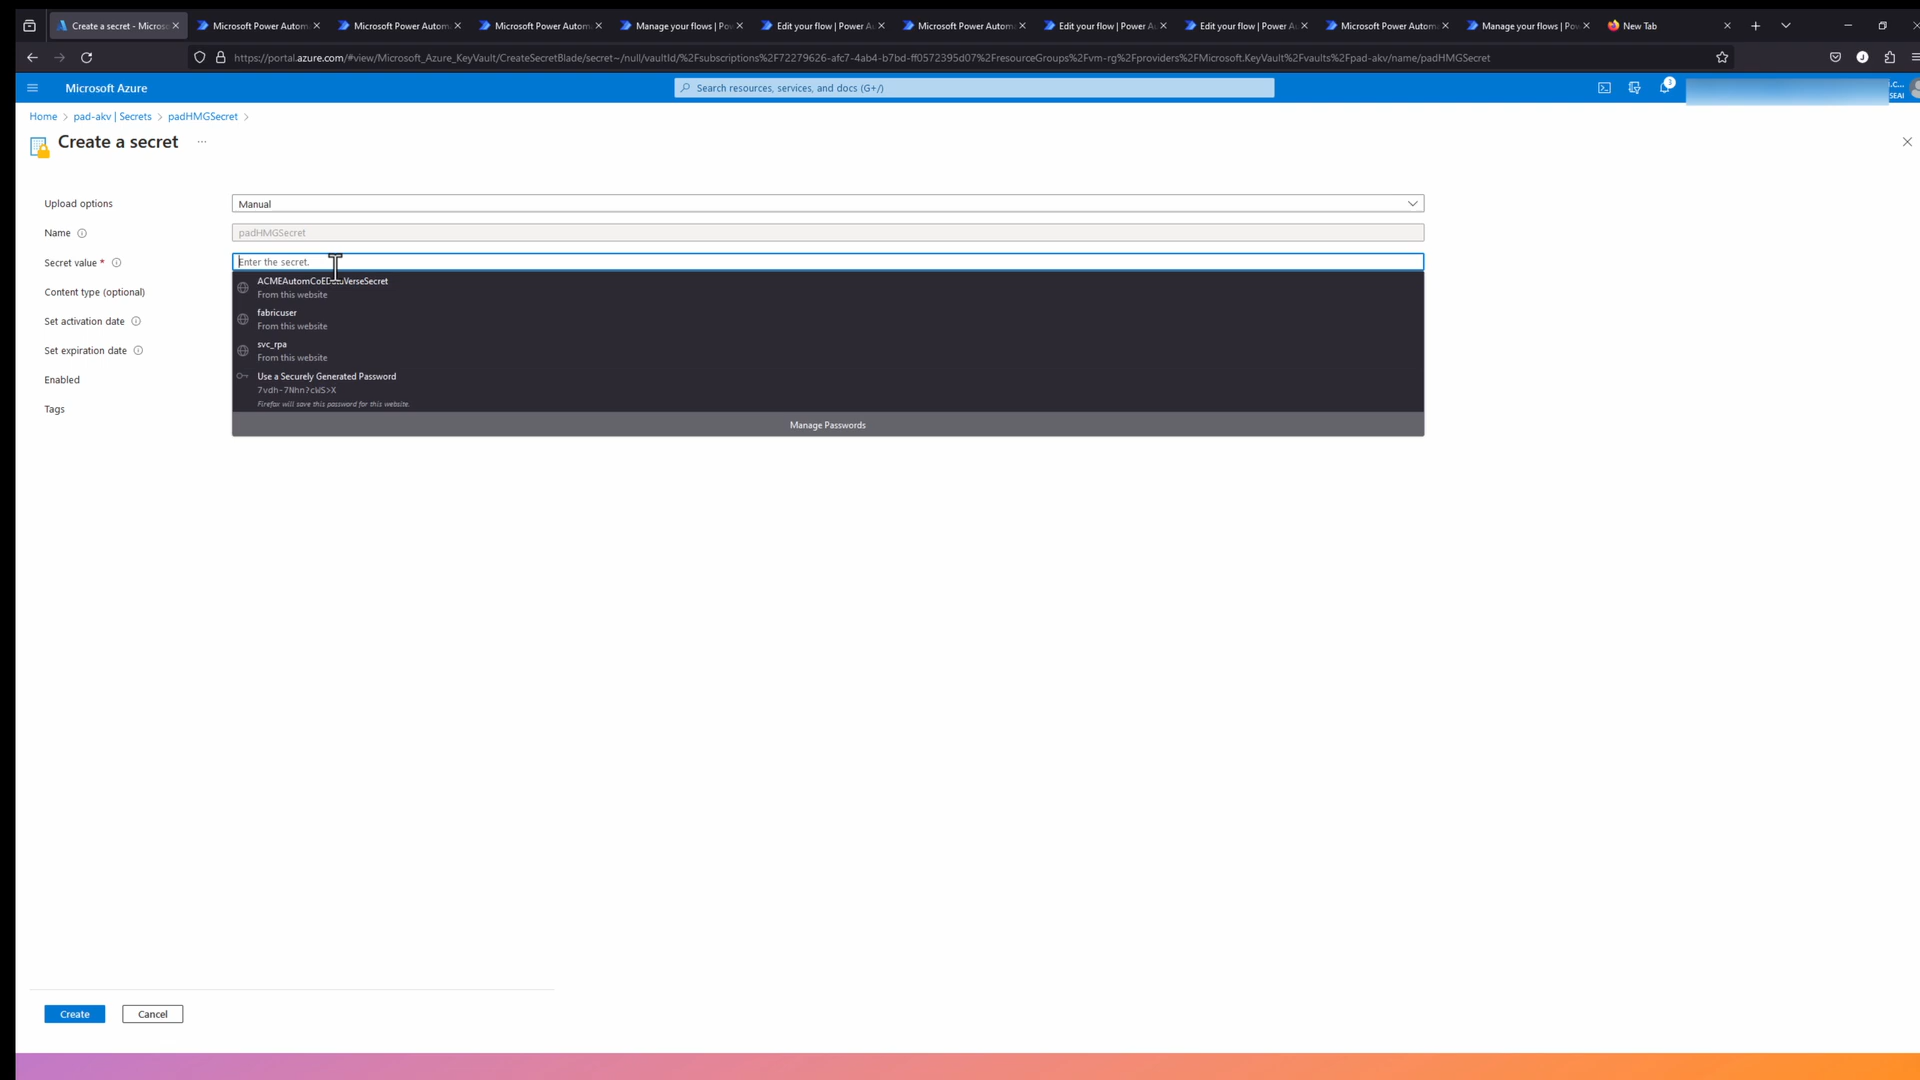 Create a secret - Microso
Microsoft Power Autom
Microsoft Power Autom
Microsoft Power Autom
Manage your flows | Pow
Edit your flow | Power Au
Microsoft Power Autom
Edit your flow | Power Au
Edit your flow | Power Au
Microsoft Power Autom
Manage your flows | Pow
New Tab
https://portal.azure.com/#view/Microsoft_Azure_KeyVault/CreateSecretBlade/secret~/null/vaultId/%2Fsubscriptions%2F72279626-afc7-4ab4-b7bd-ff0572395d07%2FresourceGroups%2Fvm-rg%2Fproviders%2FMicrosoft.KeyVault%2Fvaults%2Fpad-akv/name/padHMGSecret
Microsoft Azure
Search resources, services, and docs (G+/)
3
.C...
SEAI
Home > pad-akv | Secrets > padHMGSecret >
Create a secret ...
Upload options
Manual
Name
padHMGSecret
Secret value *
Enter the secret.
Content type (optional)
Set activation date
Set expiration date
Enabled
Tags
From this website
fabricuser
From this website
svc_rpa
From this website
Use a Securely Generated Password
7vdh-7Nhn?cWS>X
Firefox will save this password for this website.
Manage Passwords
Create
Cancel